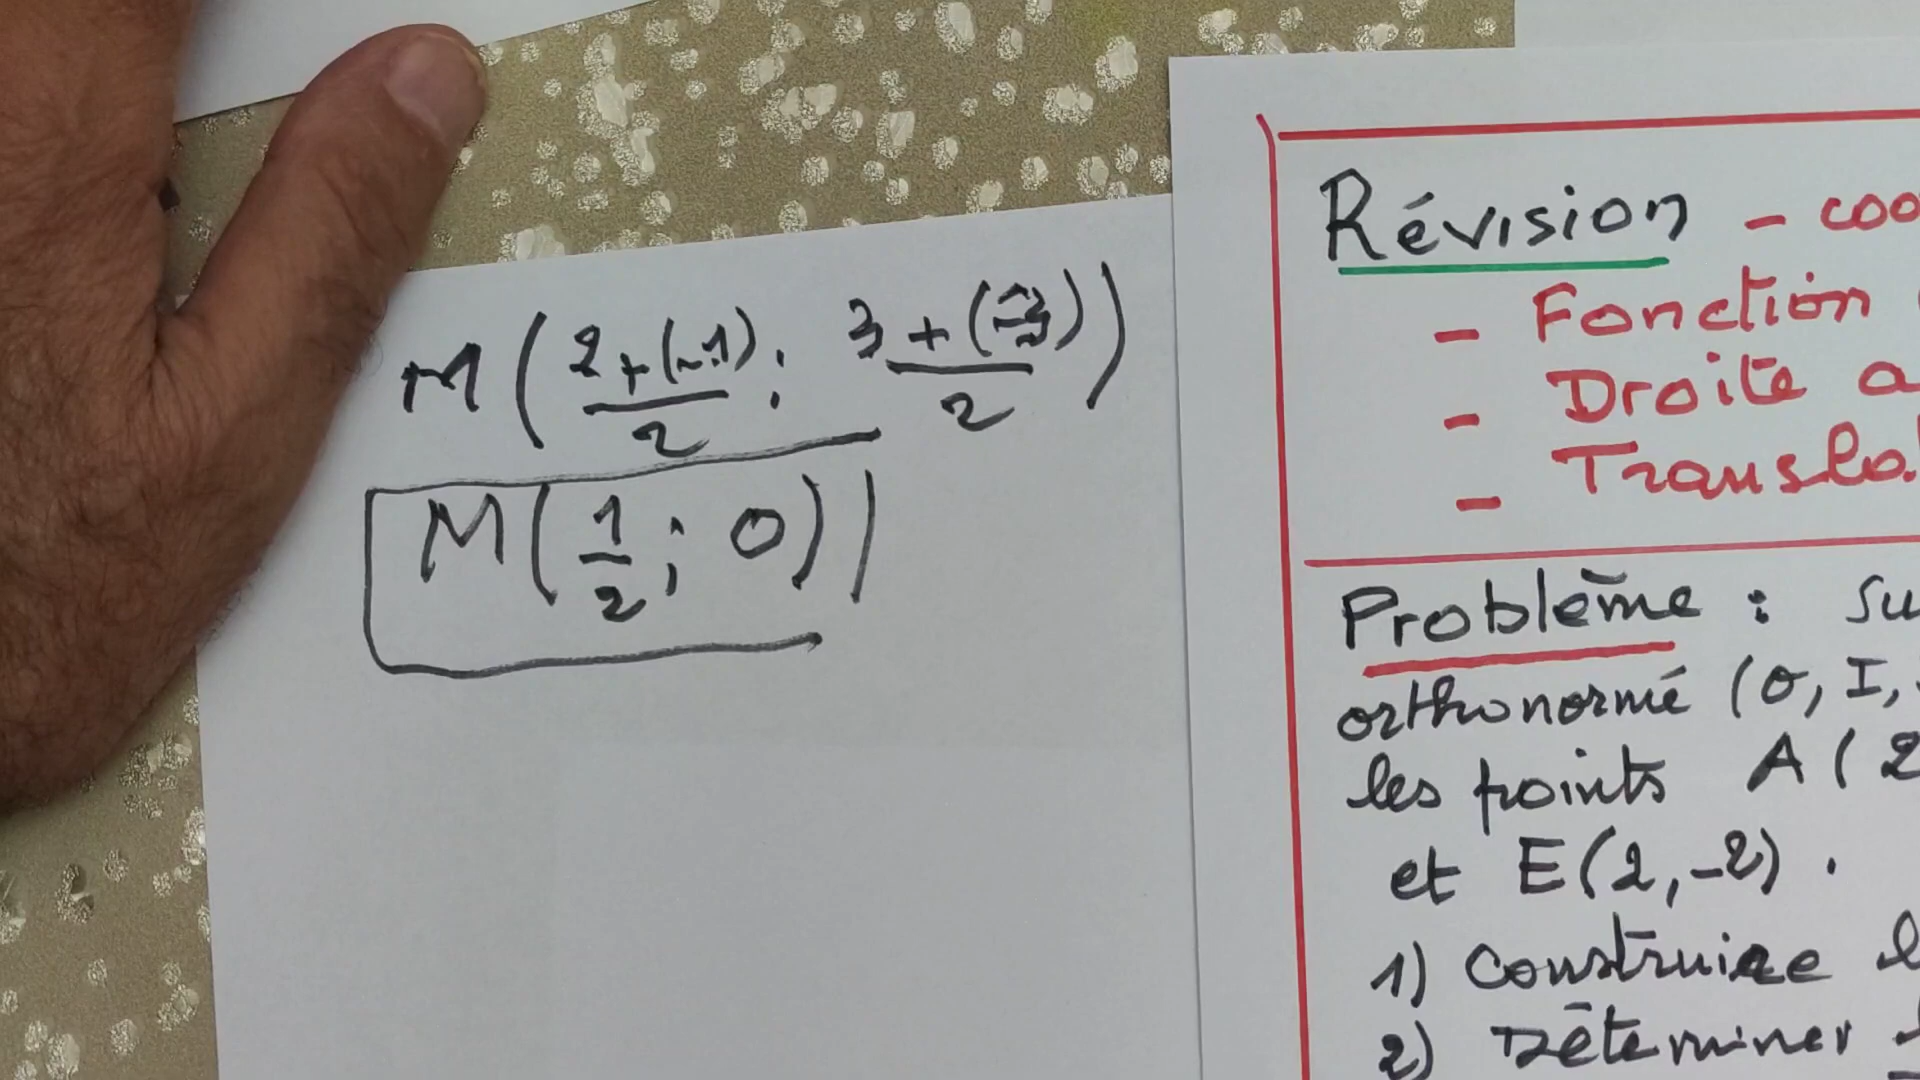 M(2+(-1)/2 ; 3+(-3)/2)
M(1/2 ; 0)
Révision -
- Fonction
- Droite
-
Problème :
orthonormé (O, I,
les points A(2
et E(2,-2).
1) Construire
2) Déterminer